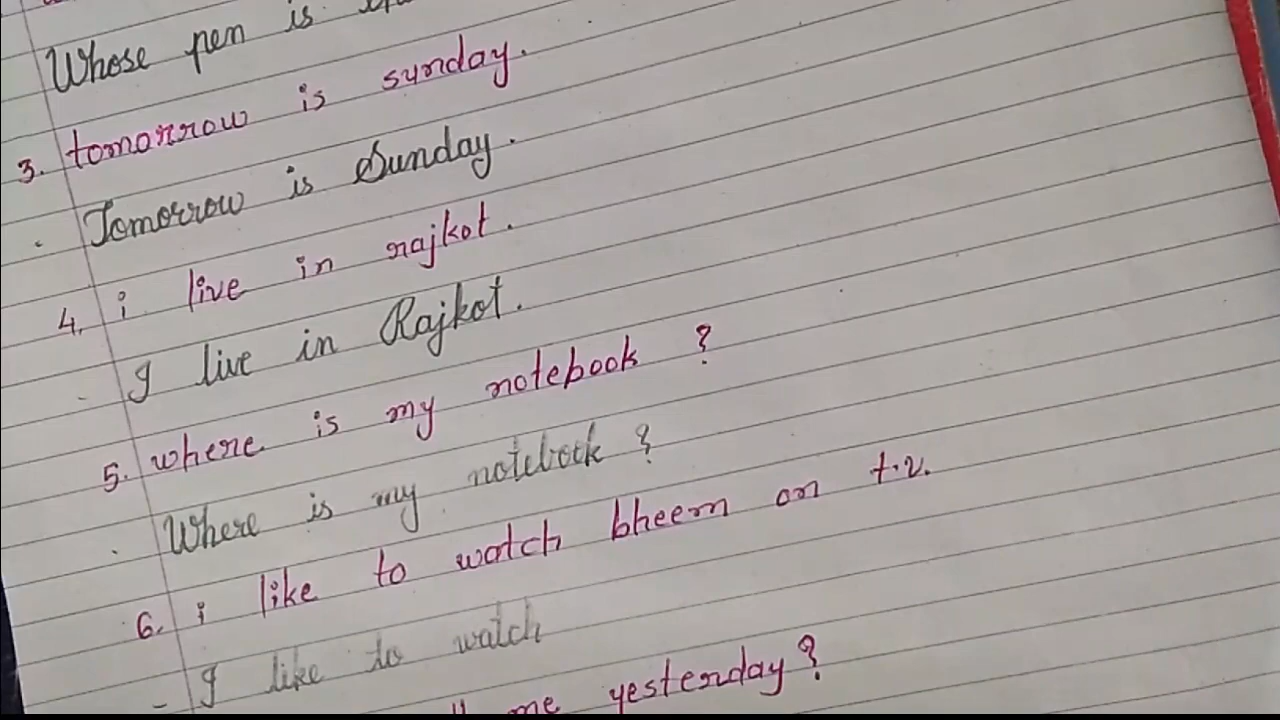 Whose pen is
3. tomorrow is sunday.
Tomorrow is Sunday.
4. i live in rajkot.
I live in Rajkot.
5. where is my notebook ?
Where is my notebook ?
6. i like to watch bheem on t.v.
I like to watch
me yesterday ?